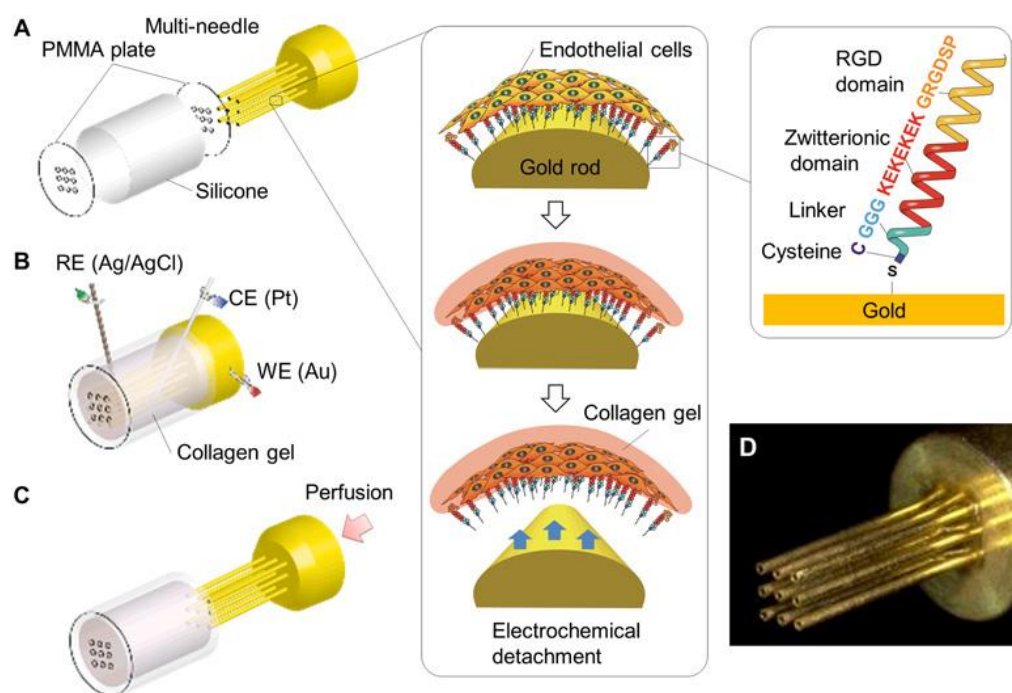 A
Multi-needle
PMMA plate
Silicone
B
RE (Ag/AgCl)
CE (Pt)
WE (Au)
Collagen gel
C
Perfusion
Endothelial cells
Gold rod
Collagen gel
Electrochemical
detachment
RGD
domain
Zwitterionic
domain
Linker
Cysteine
C GGG KEKEKEK GRGDSP
S
Gold
D